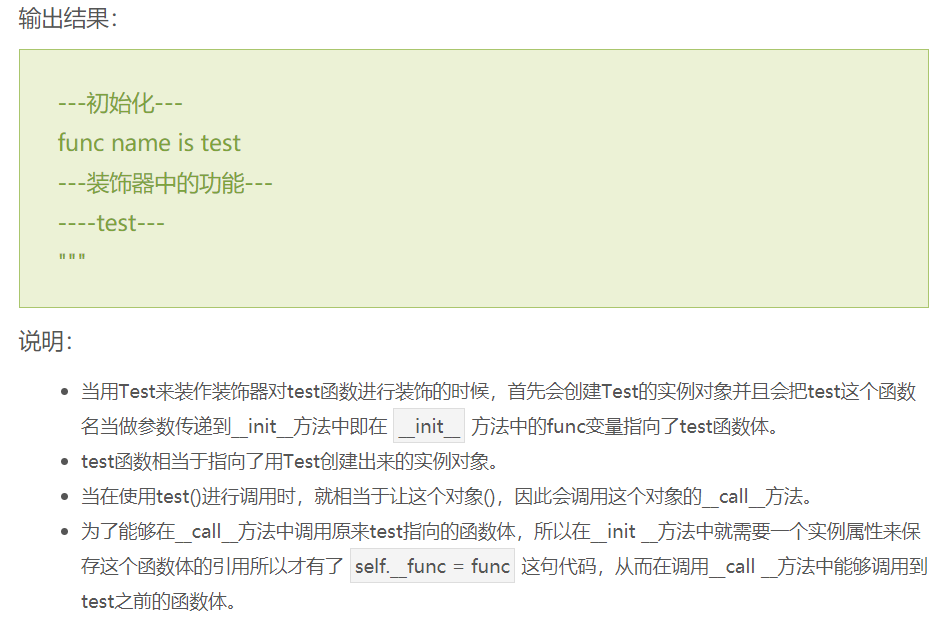 输出结果：
---初始化---
func name is test
---装饰器中的功能---
----test---
"""
说明：
当用Test来装作装饰器对test函数进行装饰的时候，首先会创建Test的实例对象并且会把test这个函数
名当做参数传递到__init__方法中即在 __init__ 方法中的func变量指向了test函数体。
test函数相当于指向了用Test创建出来的实例对象。
当在使用test()进行调用时，就相当于让这个对象()，因此会调用这个对象的__call__方法。
为了能够在__call__方法中调用原来test指向的函数体，所以在__init __方法中就需要一个实例属性来保
存这个函数体的引用所以才有了 self.__func = func 这句代码，从而在调用__call __方法中能够调用到
test之前的函数体。